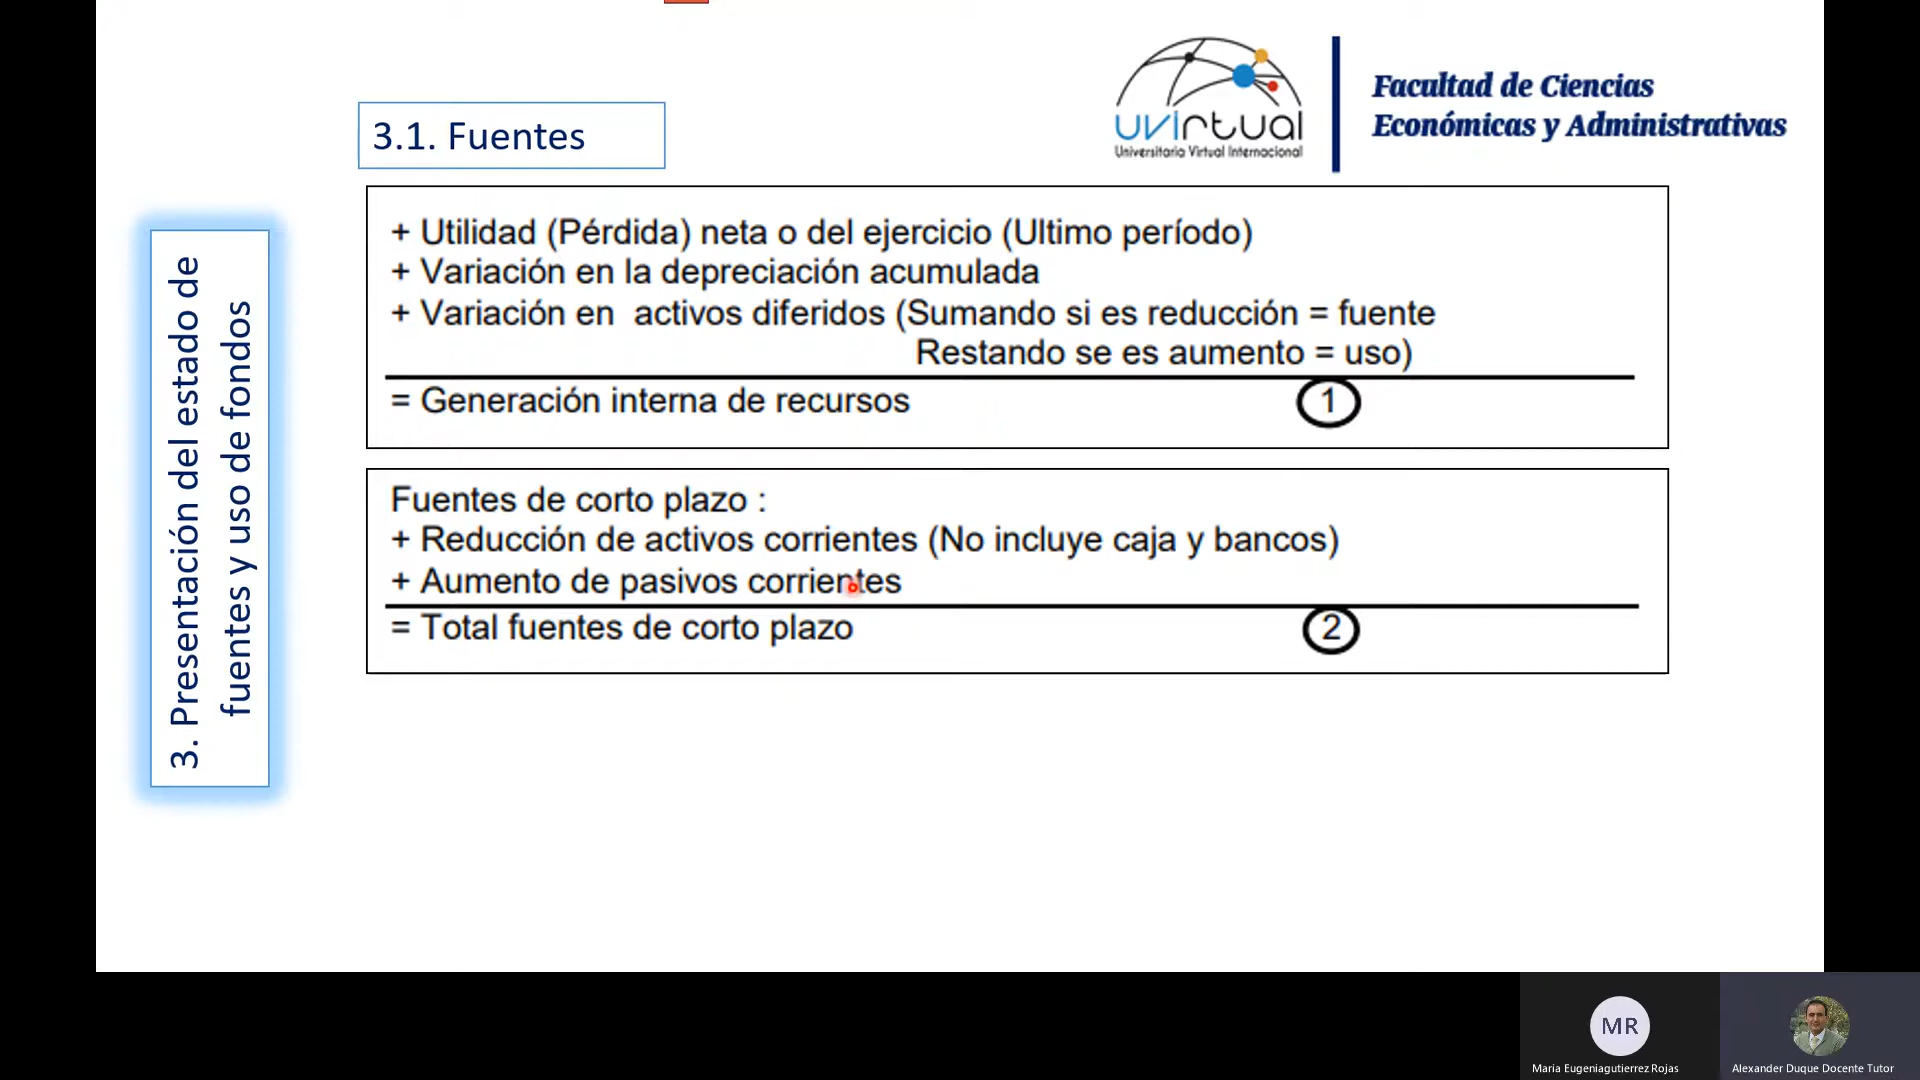 3.1. Fuentes
uvirtual
Universitaria Virtual Internacional
Facultad de Ciencias
Económicas y Administrativas
3. Presentación del estado de
fuentes y uso de fondos
+ Utilidad (Pérdida) neta o del ejercicio (Ultimo período)
+ Variación en la depreciación acumulada
+ Variación en activos diferidos (Sumando si es reducción = fuente
Restando se es aumento = uso)
= Generación interna de recursos 1
Fuentes de corto plazo :
+ Reducción de activos corrientes (No incluye caja y bancos)
+ Aumento de pasivos corrientes
= Total fuentes de corto plazo 2
MR
Maria Eugeniagutierrez Rojas
Alexander Duque Docente Tutor